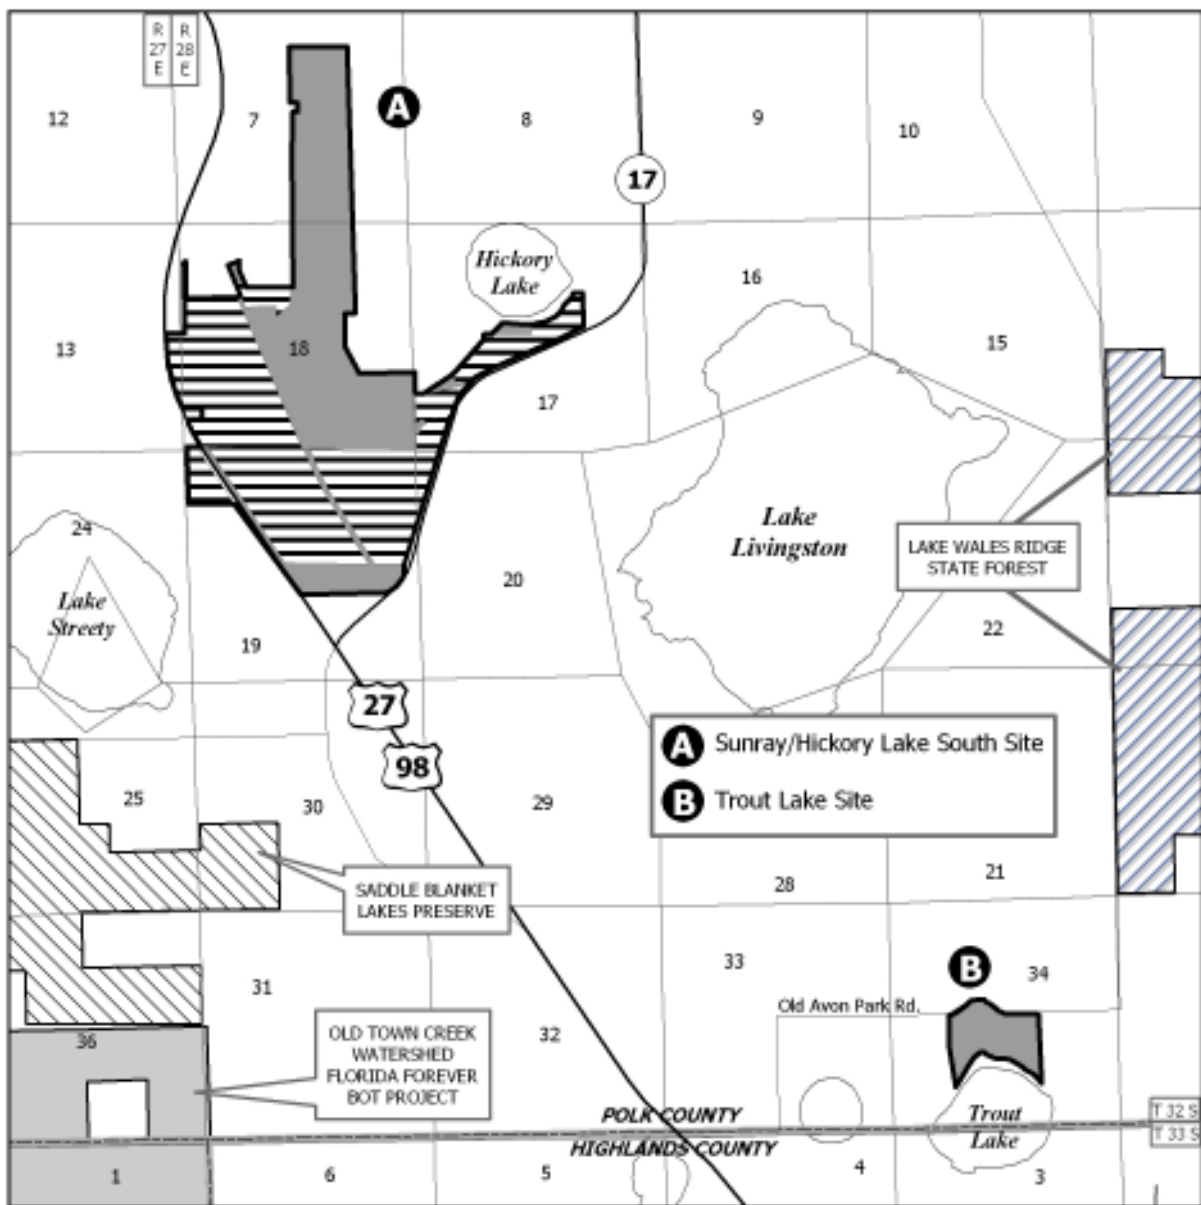 R
27
E
R
28
E
12
7
A
8
9
10
17
Hickory
Lake
16
13
18
15
17
24
Lake
Livingston
LAKE WALES RIDGE
STATE FOREST
20
Lake
Streety
22
19
27
A Sunray/Hickory Lake South Site
98
25
30
29
B Trout Lake Site
21
28
SADDLE BLANKET
LAKES PRESERVE
33
B
34
31
Old Avon Park Rd.
36
OLD TOWN CREEK
WATERSHED
FLORIDA FOREVER
BOT PROJECT
32
POLK COUNTY
Trout
Lake
T 32 S
T 33 S
HIGHLANDS COUNTY
1
6
5
4
3